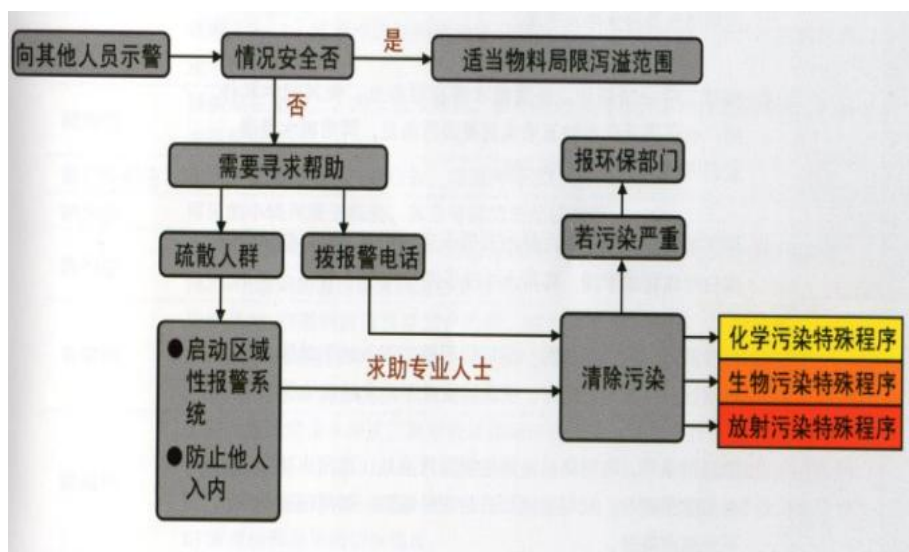 向其他人员示警
情况安全否
是
适当物料局限泻溢范围
否
需要寻求帮助
报环保部门
疏散人群
拨报警电话
若污染严重
●启动区域
性报警系
统
●防止他人
入内
求助专业人士
清除污染
化学污染特殊程序
生物污染特殊程序
放射污染特殊程序